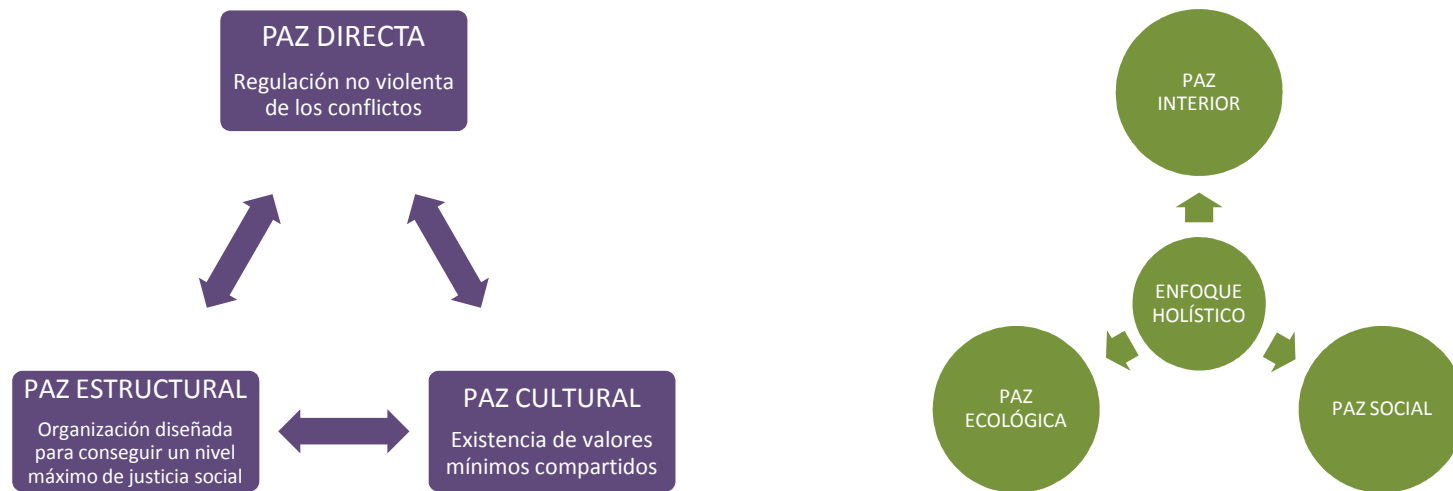 PAZ DIRECTA
Regulación no violenta
de los conflictos
PAZ ESTRUCTURAL
Organización diseñada
para conseguir un nivel
máximo de justicia social
PAZ CULTURAL
Existencia de valores
mínimos compartidos
PAZ
INTERIOR
ENFOQUE
HOLÍSTICO
PAZ
ECOLÓGICA
PAZ SOCIAL